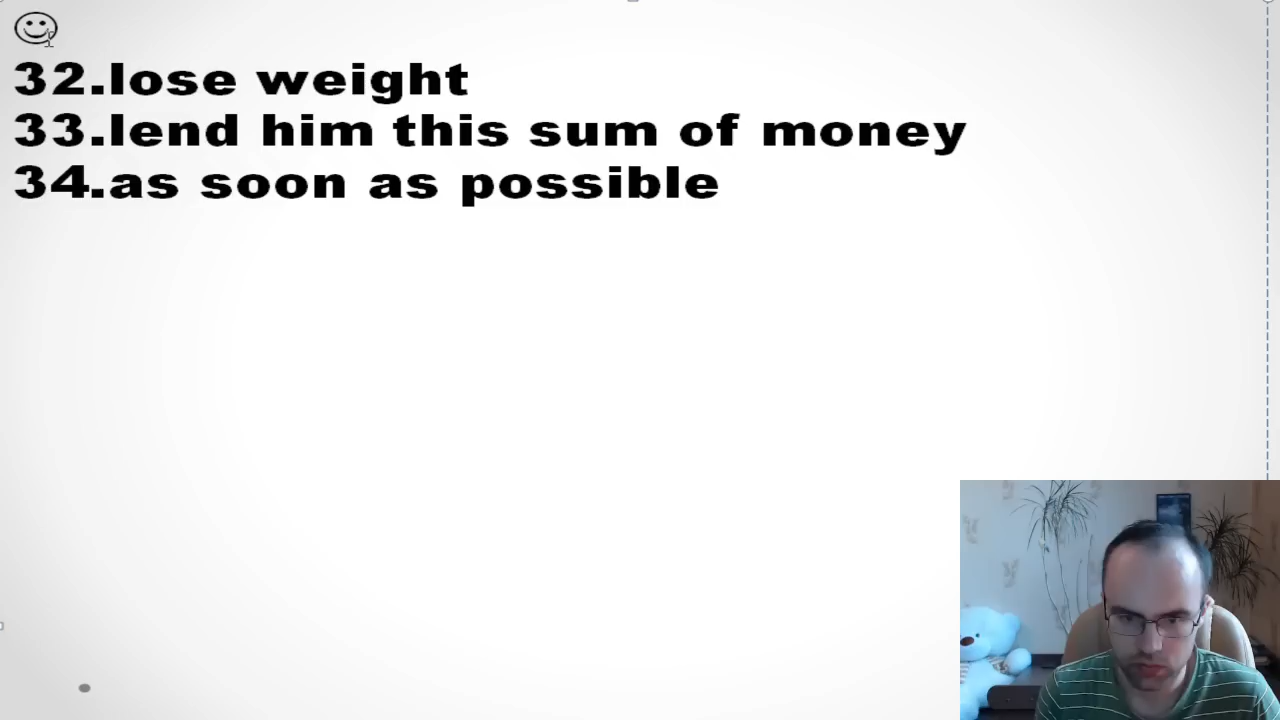 32.lose weight
33.lend him this sum of money
34.as soon as possible